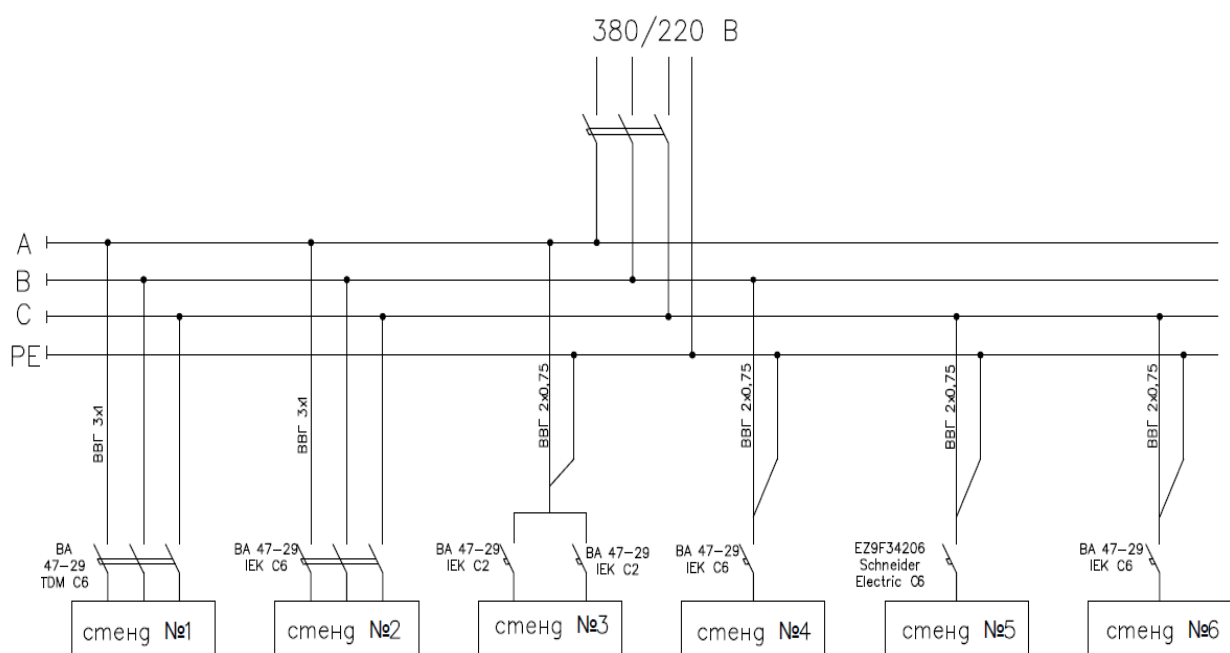 380/220 В
А
В
С
PE
ВВГ 3х1
ВВГ 3х1
ВВГ 2х0,75
ВВГ 2х0,75
ВВГ 2х0,75
ВВГ 2х0,75
ВА
47-29
TDM C6
ВА 47-29
IEK C6
ВА 47-29
IEK C2
ВА 47-29
IEK C2
ВА 47-29
IEK C6
EZ9F34206
Schneider
Electric C6
ВА 47-29
IEK C6
стенд №1
стенд №2
стенд №3
стенд №4
стенд №5
стенд №6